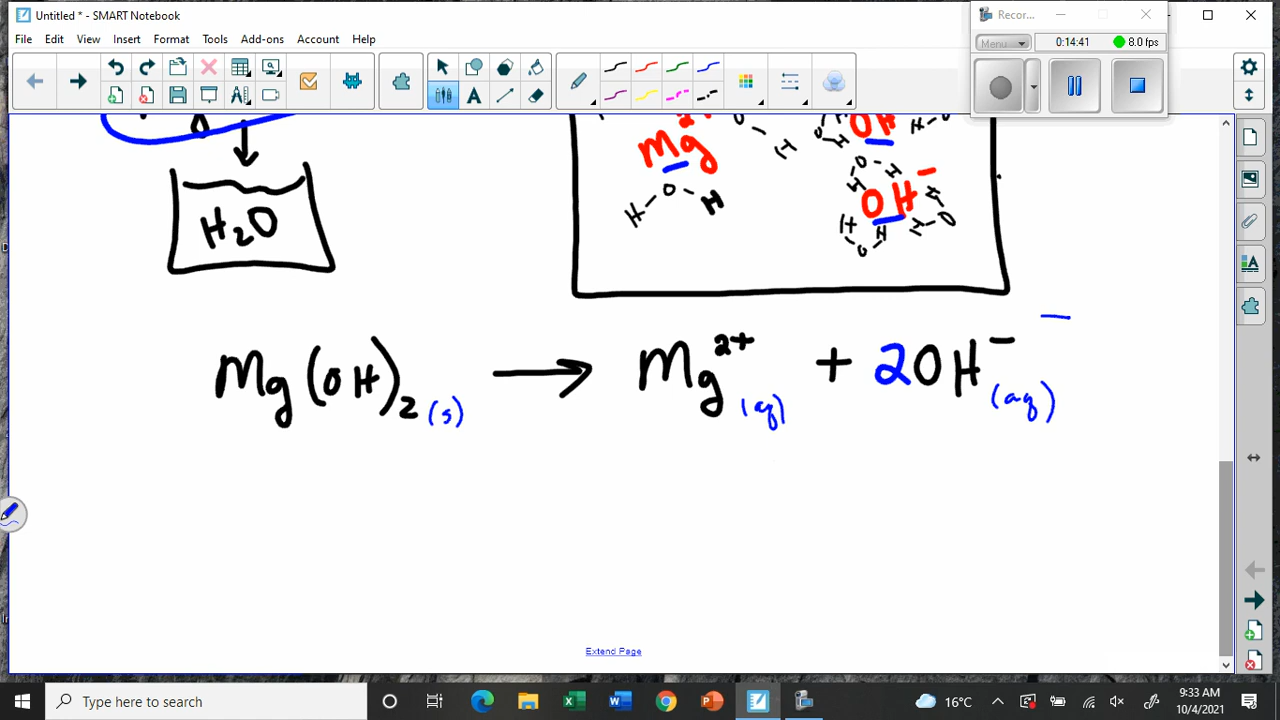 Untitled * - SMART Notebook
Recor...
File Edit View Insert Format Tools Add-ons Account Help
Menu 0:14:41 8.0 fps
A
H₂O
Mg 2+
OH
OH⁻
H O H
Mg(OH)₂ (s) → Mg²⁺ (aq) + 2OH⁻ (aq)
Extend Page
Type here to search
16°C
9:33 AM
10/4/2021